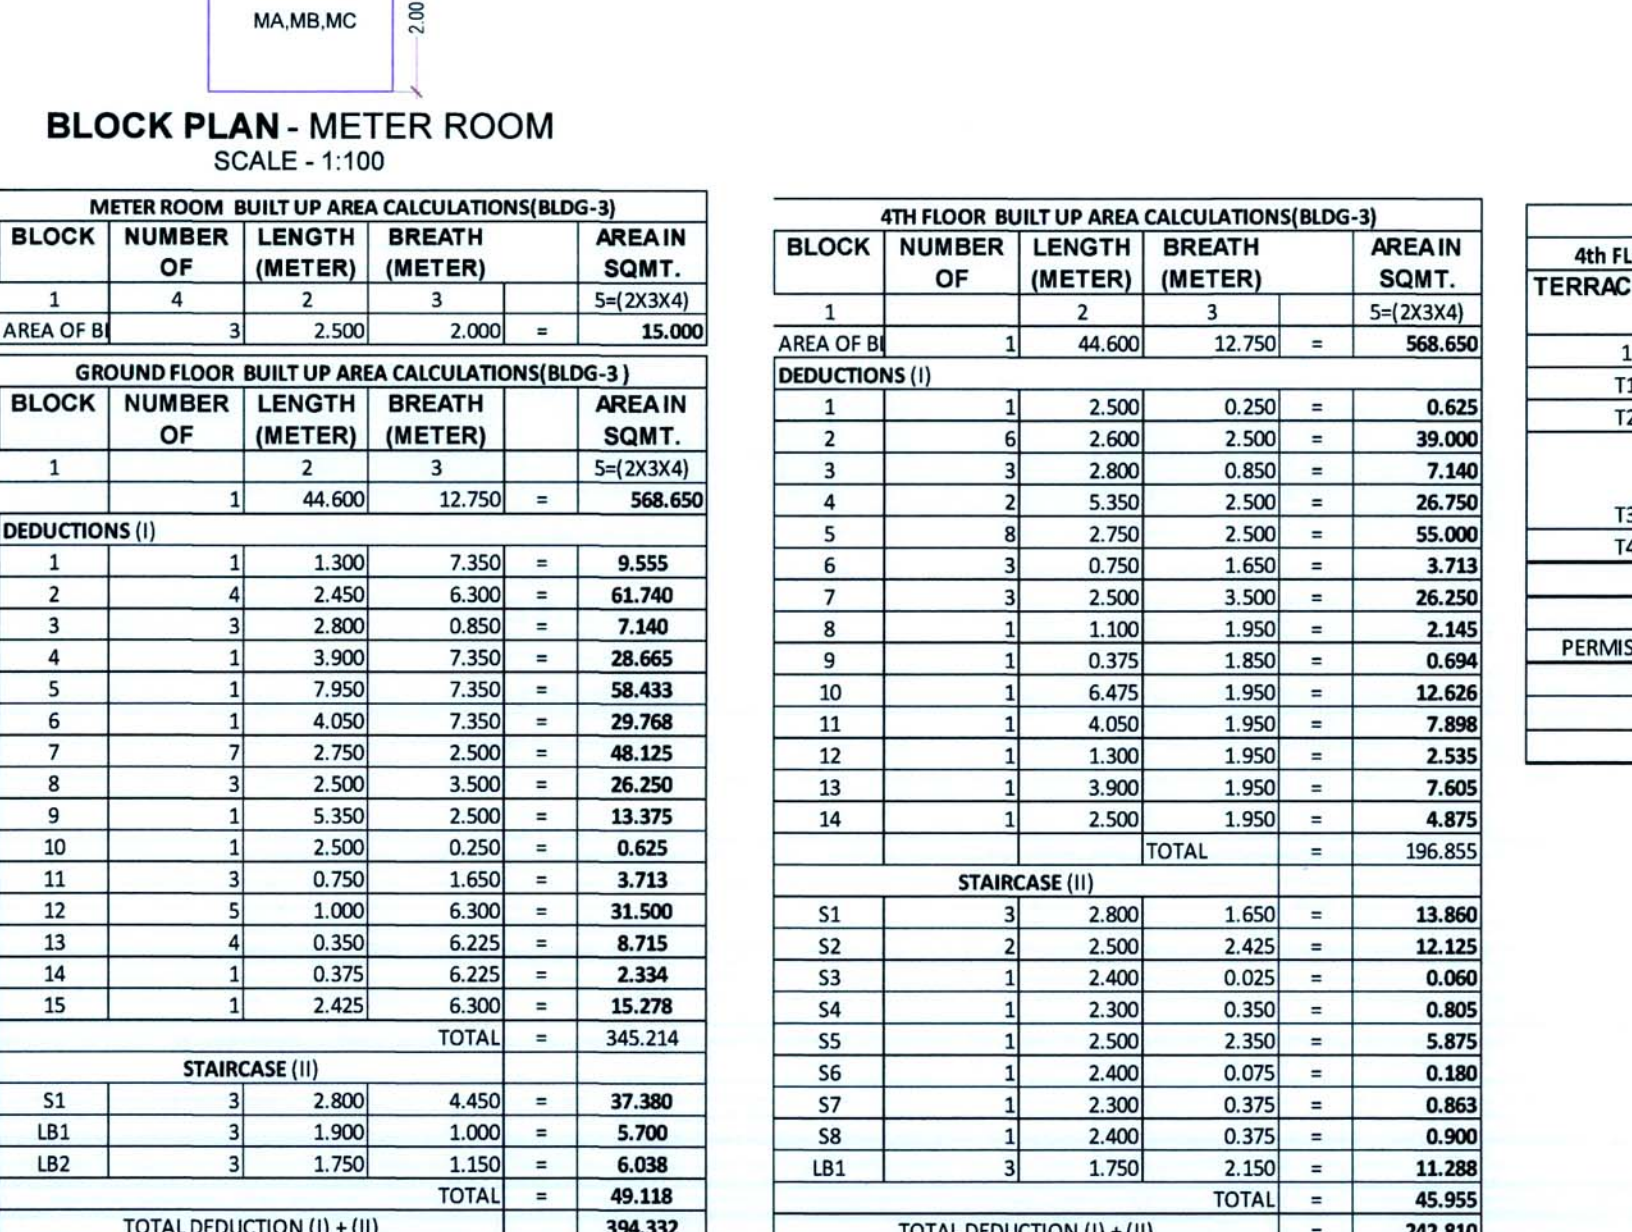 MA,MB,MC
2.00
BLOCK PLAN - METER ROOM
SCALE - 1:100
METER ROOM BUILT UP AREA CALCULATIONS(BLDG-3)
BLOCK NUMBER OF LENGTH (METER) BREATH (METER) AREA IN SQMT.
1 4 2 3 5=(2X3X4)
AREA OF BL 3 2.500 2.000 = 15.000
GROUND FLOOR BUILT UP AREA CALCULATIONS(BLDG-3 )
BLOCK NUMBER OF LENGTH (METER) BREATH (METER) AREA IN SQMT.
1 2 3 5=(2X3X4)
1 44.600 12.750 = 568.650
DEDUCTIONS (I)
1 1 1.300 7.350 = 9.555
2 4 2.450 6.300 = 61.740
3 3 2.800 0.850 = 7.140
4 1 3.900 7.350 = 28.665
5 1 7.950 7.350 = 58.433
6 1 4.050 7.350 = 29.768
7 7 2.750 2.500 = 48.125
8 3 2.500 3.500 = 26.250
9 1 5.350 2.500 = 13.375
10 1 2.500 0.250 = 0.625
11 3 0.750 1.650 = 3.713
12 5 1.000 6.300 = 31.500
13 4 0.350 6.225 = 8.715
14 1 0.375 6.225 = 2.334
15 1 2.425 6.300 = 15.278
TOTAL = 345.214
STAIRCASE (II)
S1 3 2.800 4.450 = 37.380
LB1 3 1.900 1.000 = 5.700
LB2 3 1.750 1.150 = 6.038
TOTAL = 49.118
TOTAL DEDUCTION (I) + (II) 394.332
4TH FLOOR BUILT UP AREA CALCULATIONS(BLDG-3)
BLOCK NUMBER OF LENGTH (METER) BREATH (METER) AREA IN SQMT.
1 2 3 5=(2X3X4)
AREA OF BL 1 44.600 12.750 = 568.650
DEDUCTIONS (I)
1 1 2.500 0.250 = 0.625
2 6 2.600 2.500 = 39.000
3 3 2.800 0.850 = 7.140
4 2 5.350 2.500 = 26.750
5 8 2.750 2.500 = 55.000
6 3 0.750 1.650 = 3.713
7 3 2.500 3.500 = 26.250
8 1 1.100 1.950 = 2.145
9 1 0.375 1.850 = 0.694
10 1 6.475 1.950 = 12.626
11 1 4.050 1.950 = 7.898
12 1 1.300 1.950 = 2.535
13 1 3.900 1.950 = 7.605
14 1 2.500 1.950 = 4.875
TOTAL = 196.855
STAIRCASE (II)
S1 3 2.800 1.650 = 13.860
S2 2 2.500 2.425 = 12.125
S3 1 2.400 0.025 = 0.060
S4 1 2.300 0.350 = 0.805
S5 1 2.500 2.350 = 5.875
S6 1 2.400 0.075 = 0.180
S7 1 2.300 0.375 = 0.863
S8 1 2.400 0.375 = 0.900
LB1 3 1.750 2.150 = 11.288
TOTAL = 45.955
TOTAL DEDUCTION (I) + (II) = 242.810
4th FL
TERRAC
1
T1
T2
T3
T4
PERMIS